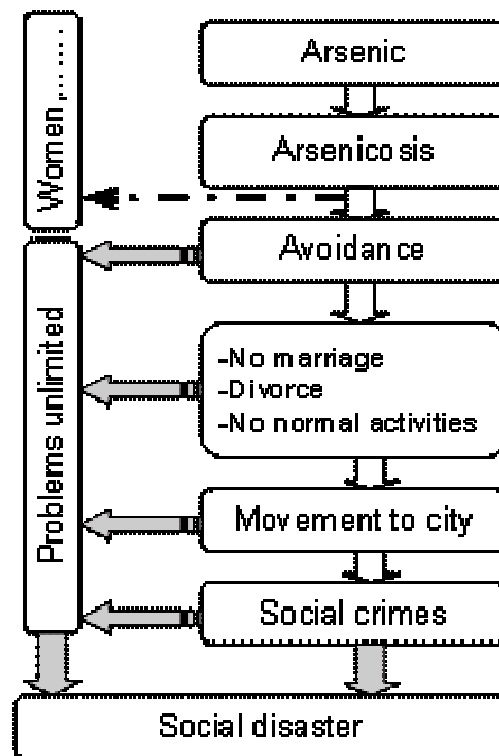 Women......
Problems unlimited
Arsenic
Arsenicosis
Avoidance
-No marriage
-Divorce
-No normal activities
Movement to city
Social crimes
Social disaster